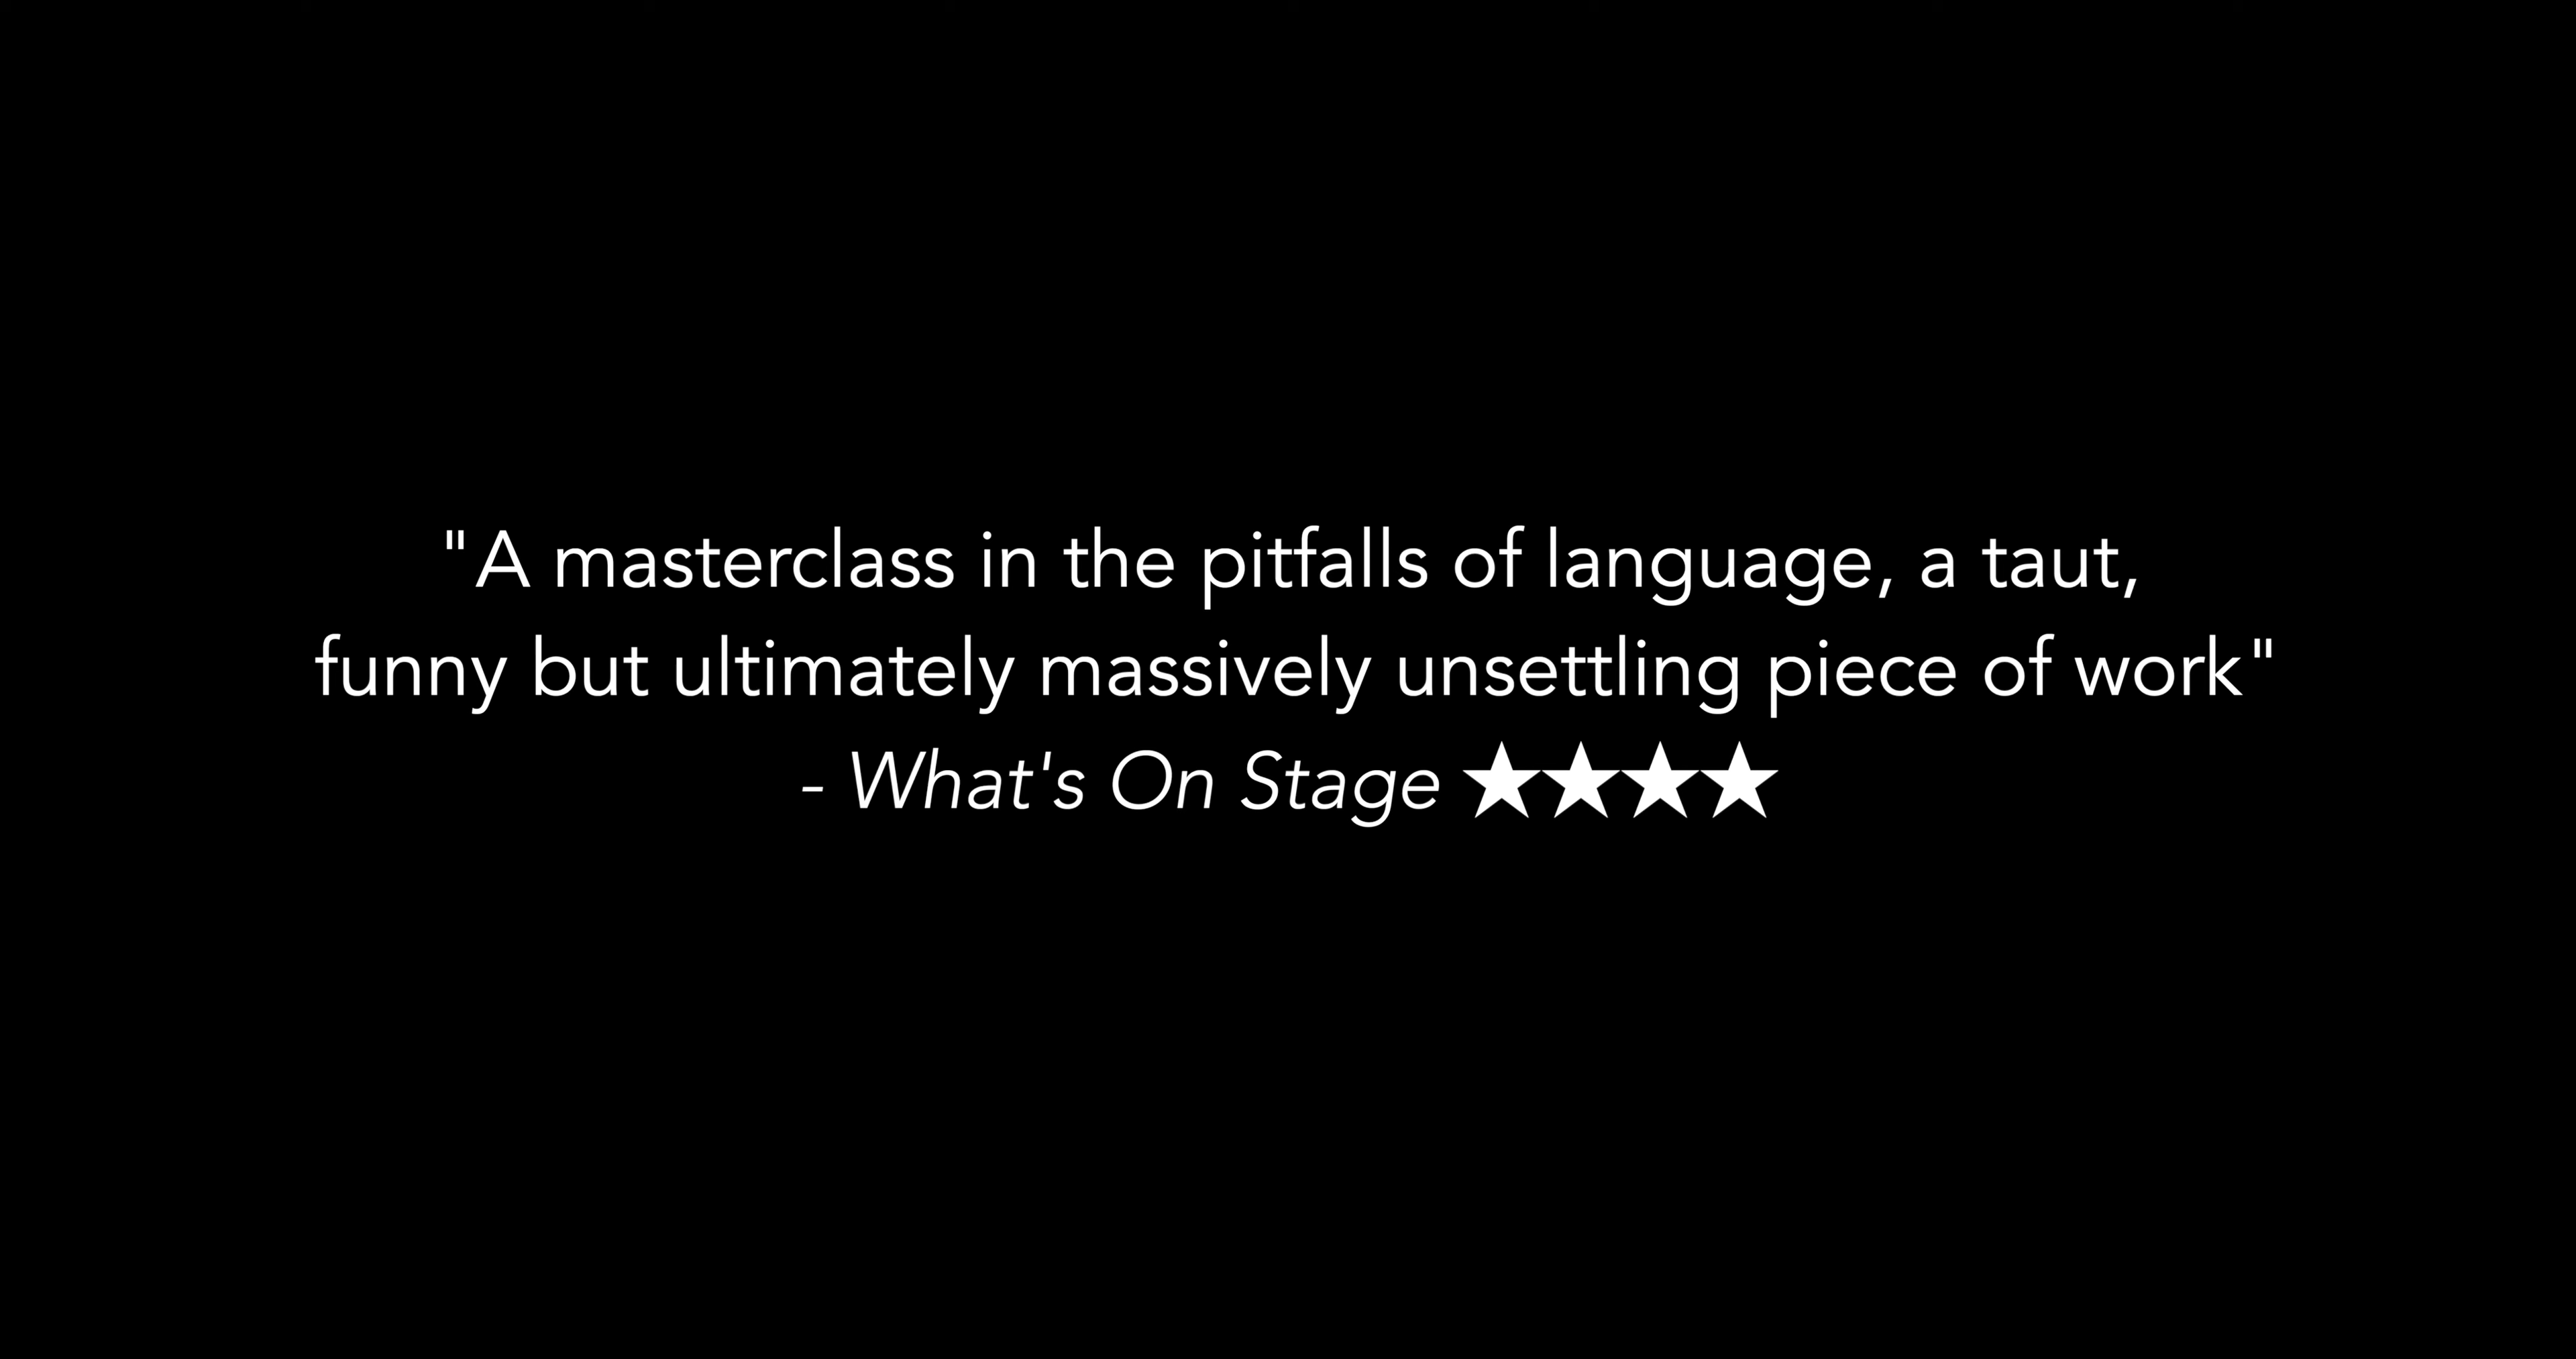 "A masterclass in the pitfalls of language, a taut,
funny but ultimately massively unsettling piece of work"
- What's On Stage ★★★★